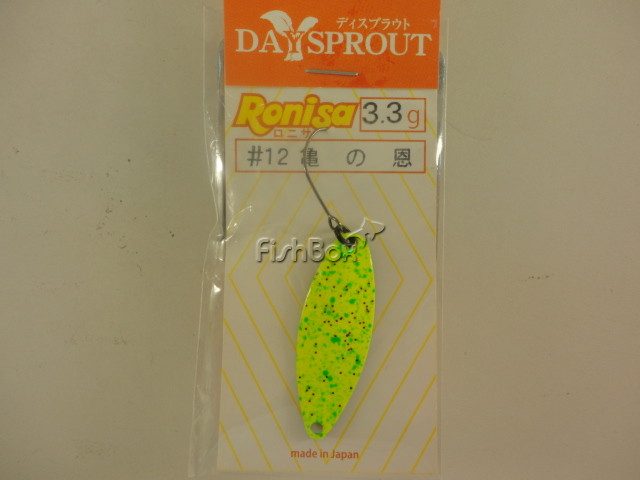 ディスプラウト
DAYSPROUT
Ronisa 3.3g
ロニサ
#12 亀の恩
FishBox
made in Japan